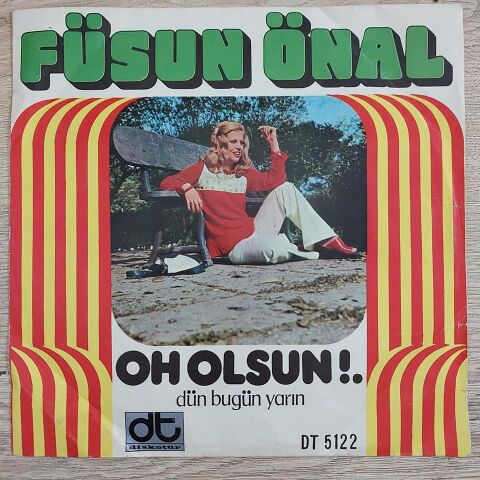 FÜSUN ÖNAL
OH OLSUN!.
dün bugün yarın
dt
diskotür
DT 5122